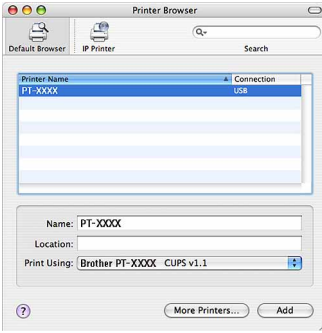 Printer Browser
Default Browser
IP Printer
Search
Printer Name
Connection
PT-XXXX
USB
Name: PT-XXXX
Location:
Print Using: Brother PT-XXXX CUPS v1.1
?
More Printers...
Add